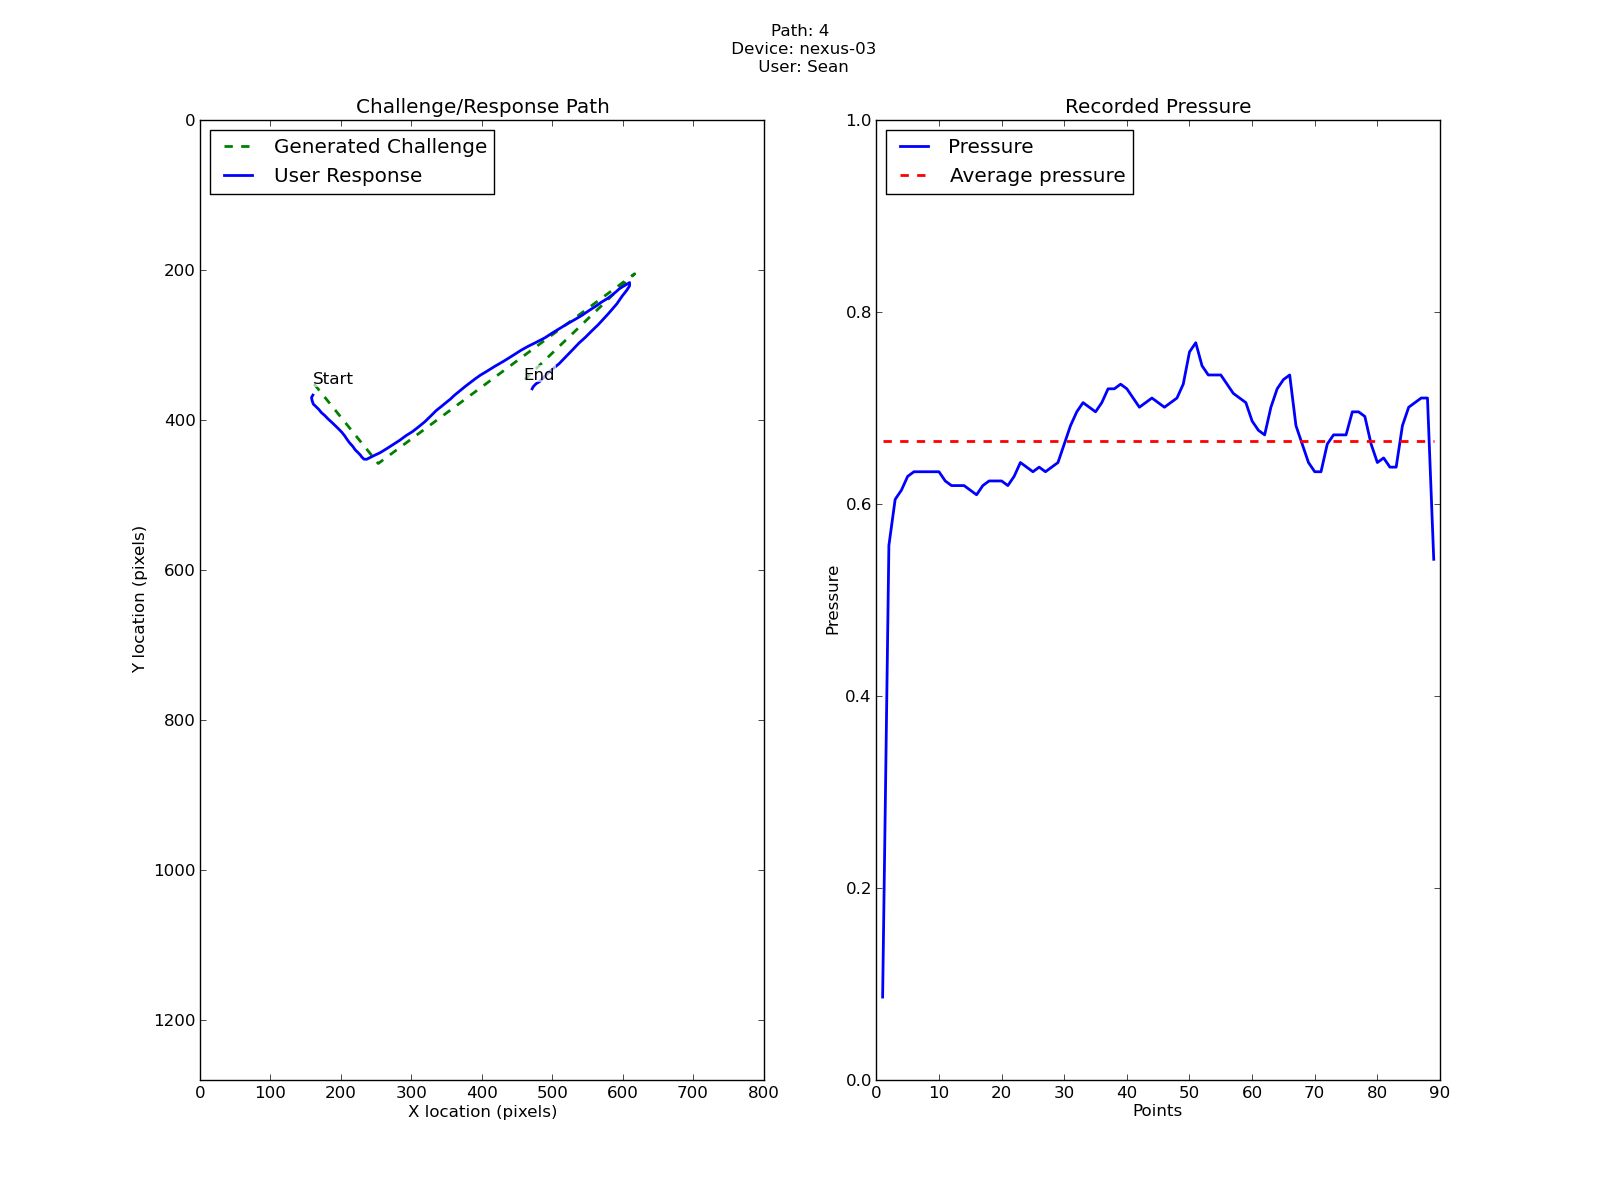 Path: 4
Device: nexus-03
User: Sean
Challenge/Response Path
Generated Challenge
User Response
Start
End
0
200
400
600
800
1000
1200
Y location (pixels)
0 100 200 300 400 500 600 700 800
X location (pixels)
Recorded Pressure
Pressure
Average pressure
1.0
0.8
0.6
0.4
0.2
0.0
Pressure
0 10 20 30 40 50 60 70 80 90
Points